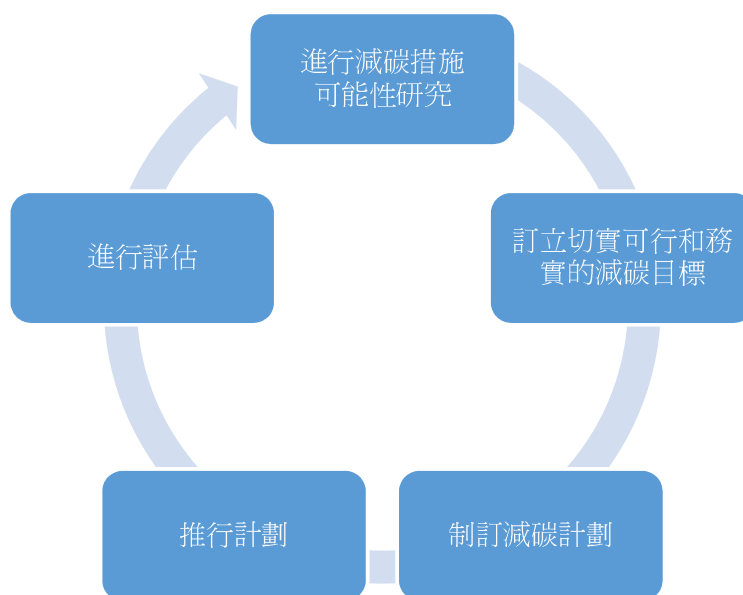 進行減碳措施
可能性研究
訂立切實可行和務
實的減碳目標
制訂減碳計劃
推行計劃
進行評估